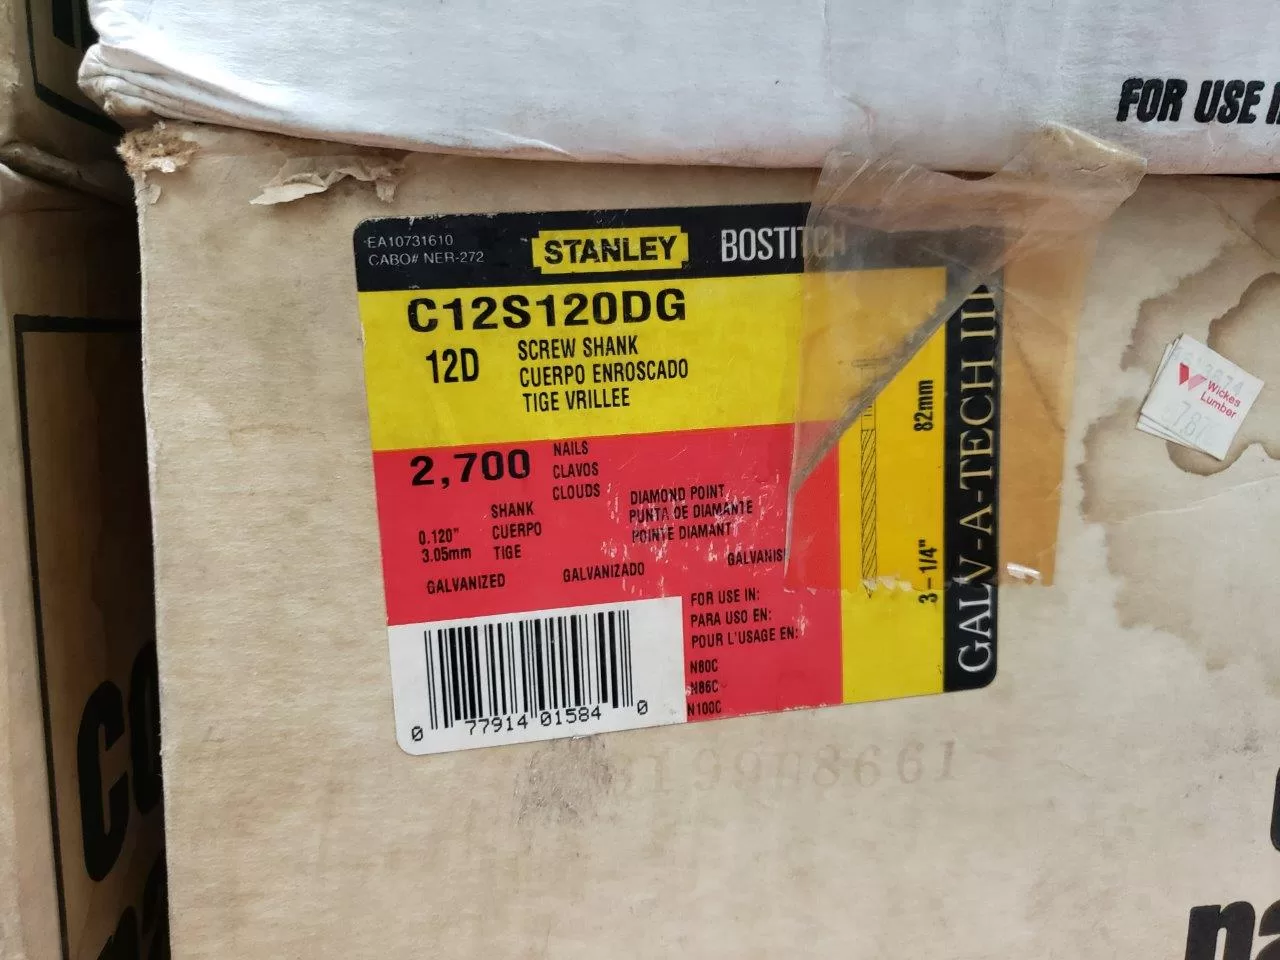 FOR USE
EA10731610
CABO# NER-272
STANLEY
BOSTITCH
C12S120DG
12D
SCREW SHANK
CUERPO ENROSCADO
TIGE VRILLEE
2,700
NAILS
CLAVOS
CLOUDS
0.120"
3.05mm
SHANK
CUERPO
TIGE
DIAMOND POINT
PUNTA DE DIAMANTE
POINTE DIAMANT
GALVANIZED
GALVANIZADO
GALVANIS
FOR USE IN:
PARA USO EN:
POUR L'USAGE EN:
N80C
N86C
N100C
0 77914 01584 0
82mm
3-1/4"
GALV-A-TECH III
Wickes
Lumber